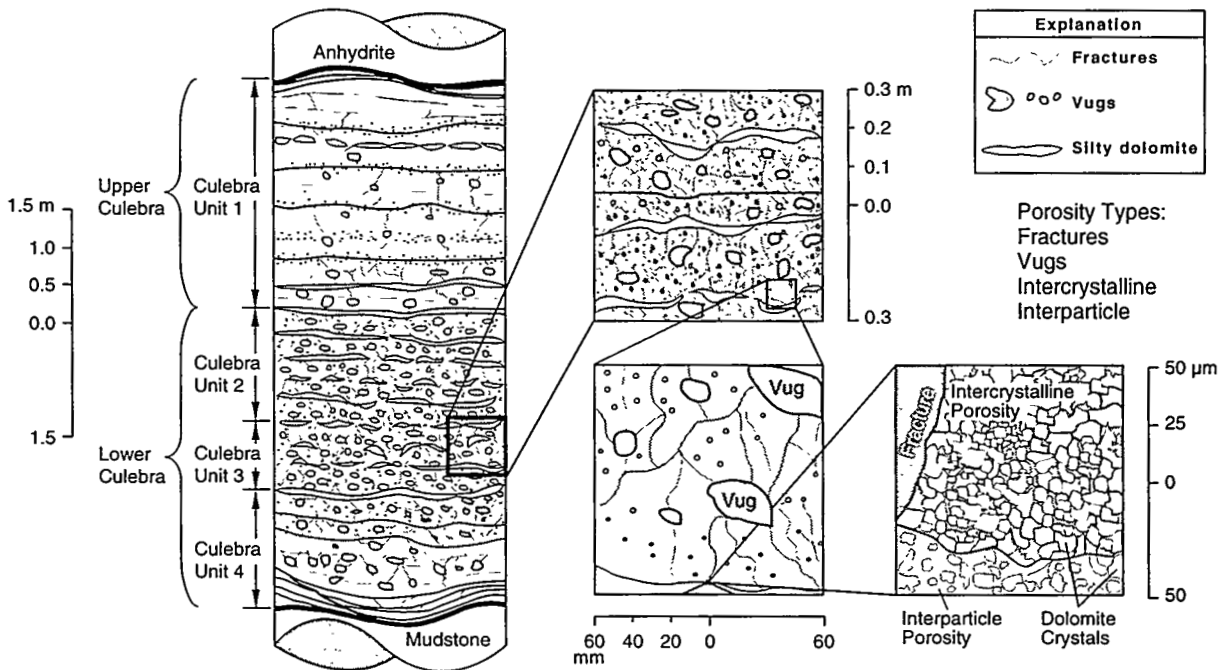 Anhydrite
Upper
Culebra
Culebra
Unit 1
1.5 m
1.0
0.5
0.0
1.5
Lower
Culebra
Culebra
Unit 2
Culebra
Unit 3
Culebra
Unit 4
Mudstone
0.3 m
0.2
0.1
0.0
0.3
Explanation
Fractures
Vugs
Silty dolomite
Porosity Types:
Fractures
Vugs
Intercrystalline
Interparticle
Vug
Vug
60 40 20 0 60
mm
Fracture
Intercrystalline
Porosity
50 µm
25
0
50
Interparticle
Porosity
Dolomite
Crystals